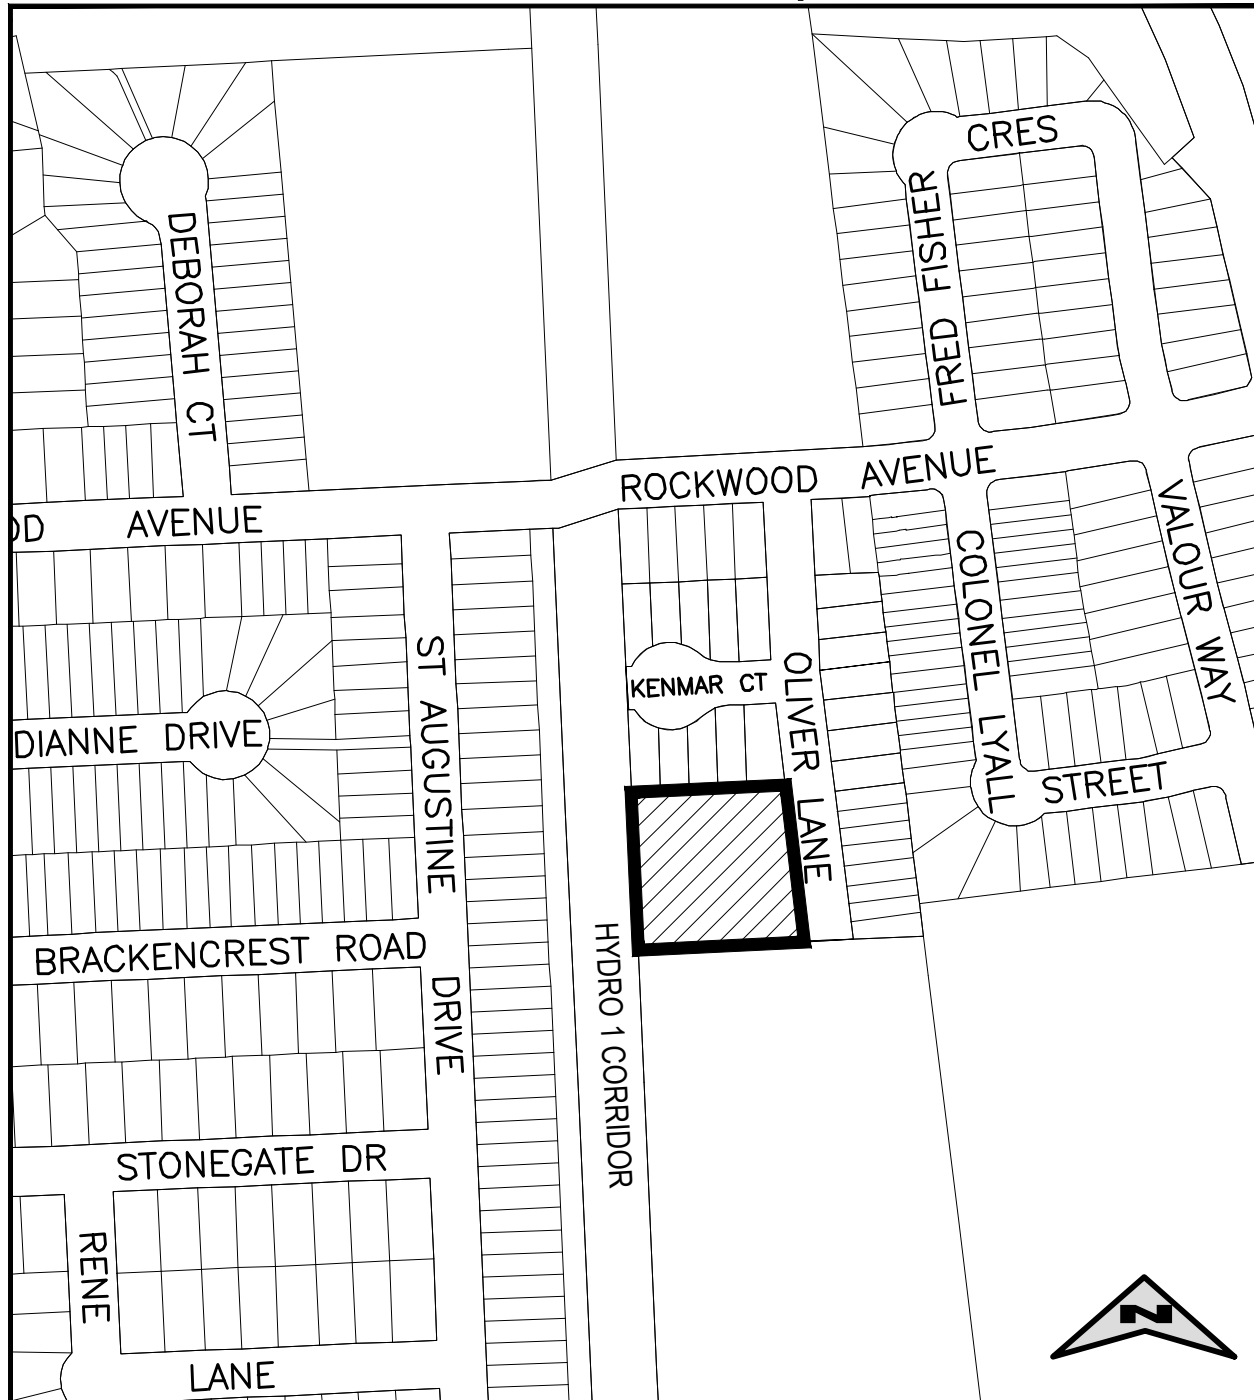 CRES
FRED FISHER
DEBORAH CT
ROCKWOOD AVENUE
OD AVENUE
VALOUR WAY
COLONEL LYALL
STREET
ST AUGUSTINE
DRIVE
KENMAR CT
OLIVER LANE
DIANNE DRIVE
BRACKENCREST ROAD
HYDRO 1 CORRIDOR
STONEGATE DR
RENE
LANE
N